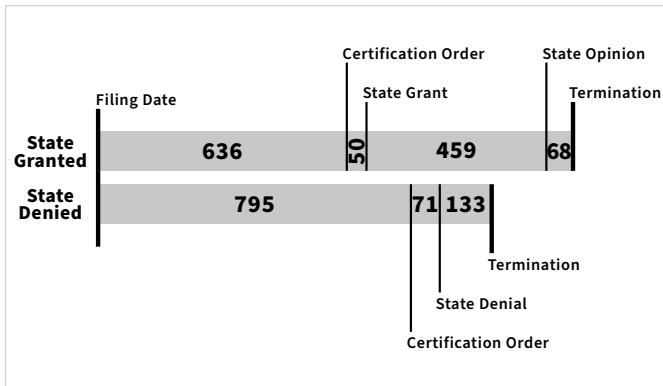 Certification Order
State Opinion
Filing Date
State Grant
Termination
State
Granted
636
50
459
68
State
Denied
795
71
133
Termination
State Denial
Certification Order